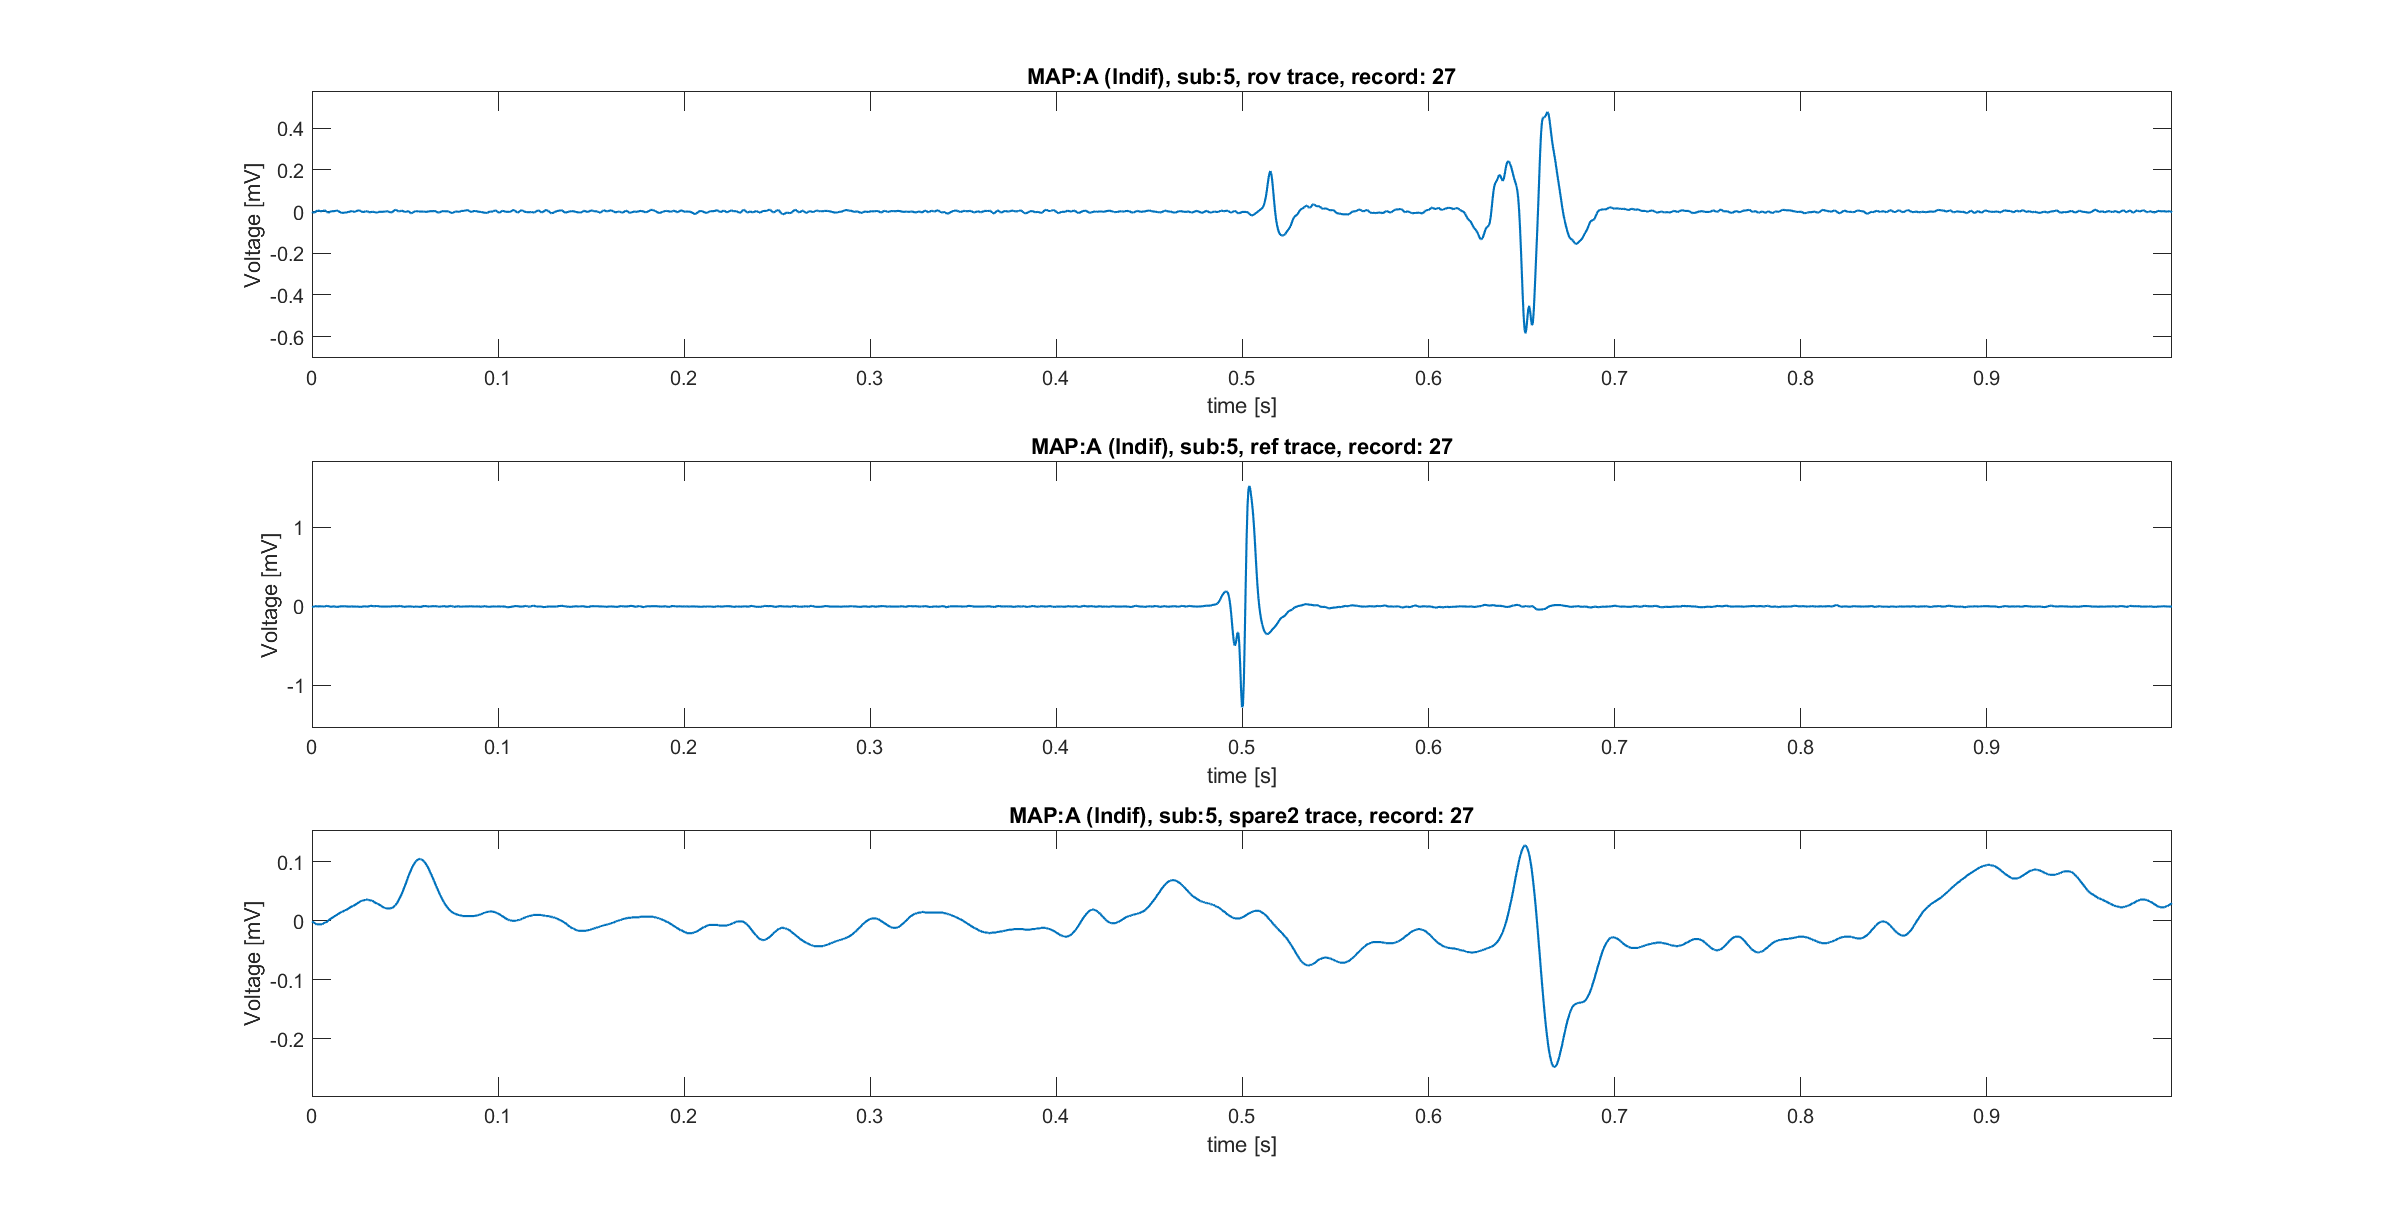 MAP:A (Indif), sub:5, rov trace, record: 27
Voltage [mV]
0.4
0.2
0
-0.2
-0.4
-0.6
0 0.1 0.2 0.3 0.4 0.5 0.6 0.7 0.8 0.9
time [s]
MAP:A (Indif), sub:5, ref trace, record: 27
Voltage [mV]
1
0
-1
0 0.1 0.2 0.3 0.4 0.5 0.6 0.7 0.8 0.9
time [s]
MAP:A (Indif), sub:5, spare2 trace, record: 27
Voltage [mV]
0.1
0
-0.1
-0.2
0 0.1 0.2 0.3 0.4 0.5 0.6 0.7 0.8 0.9
time [s]